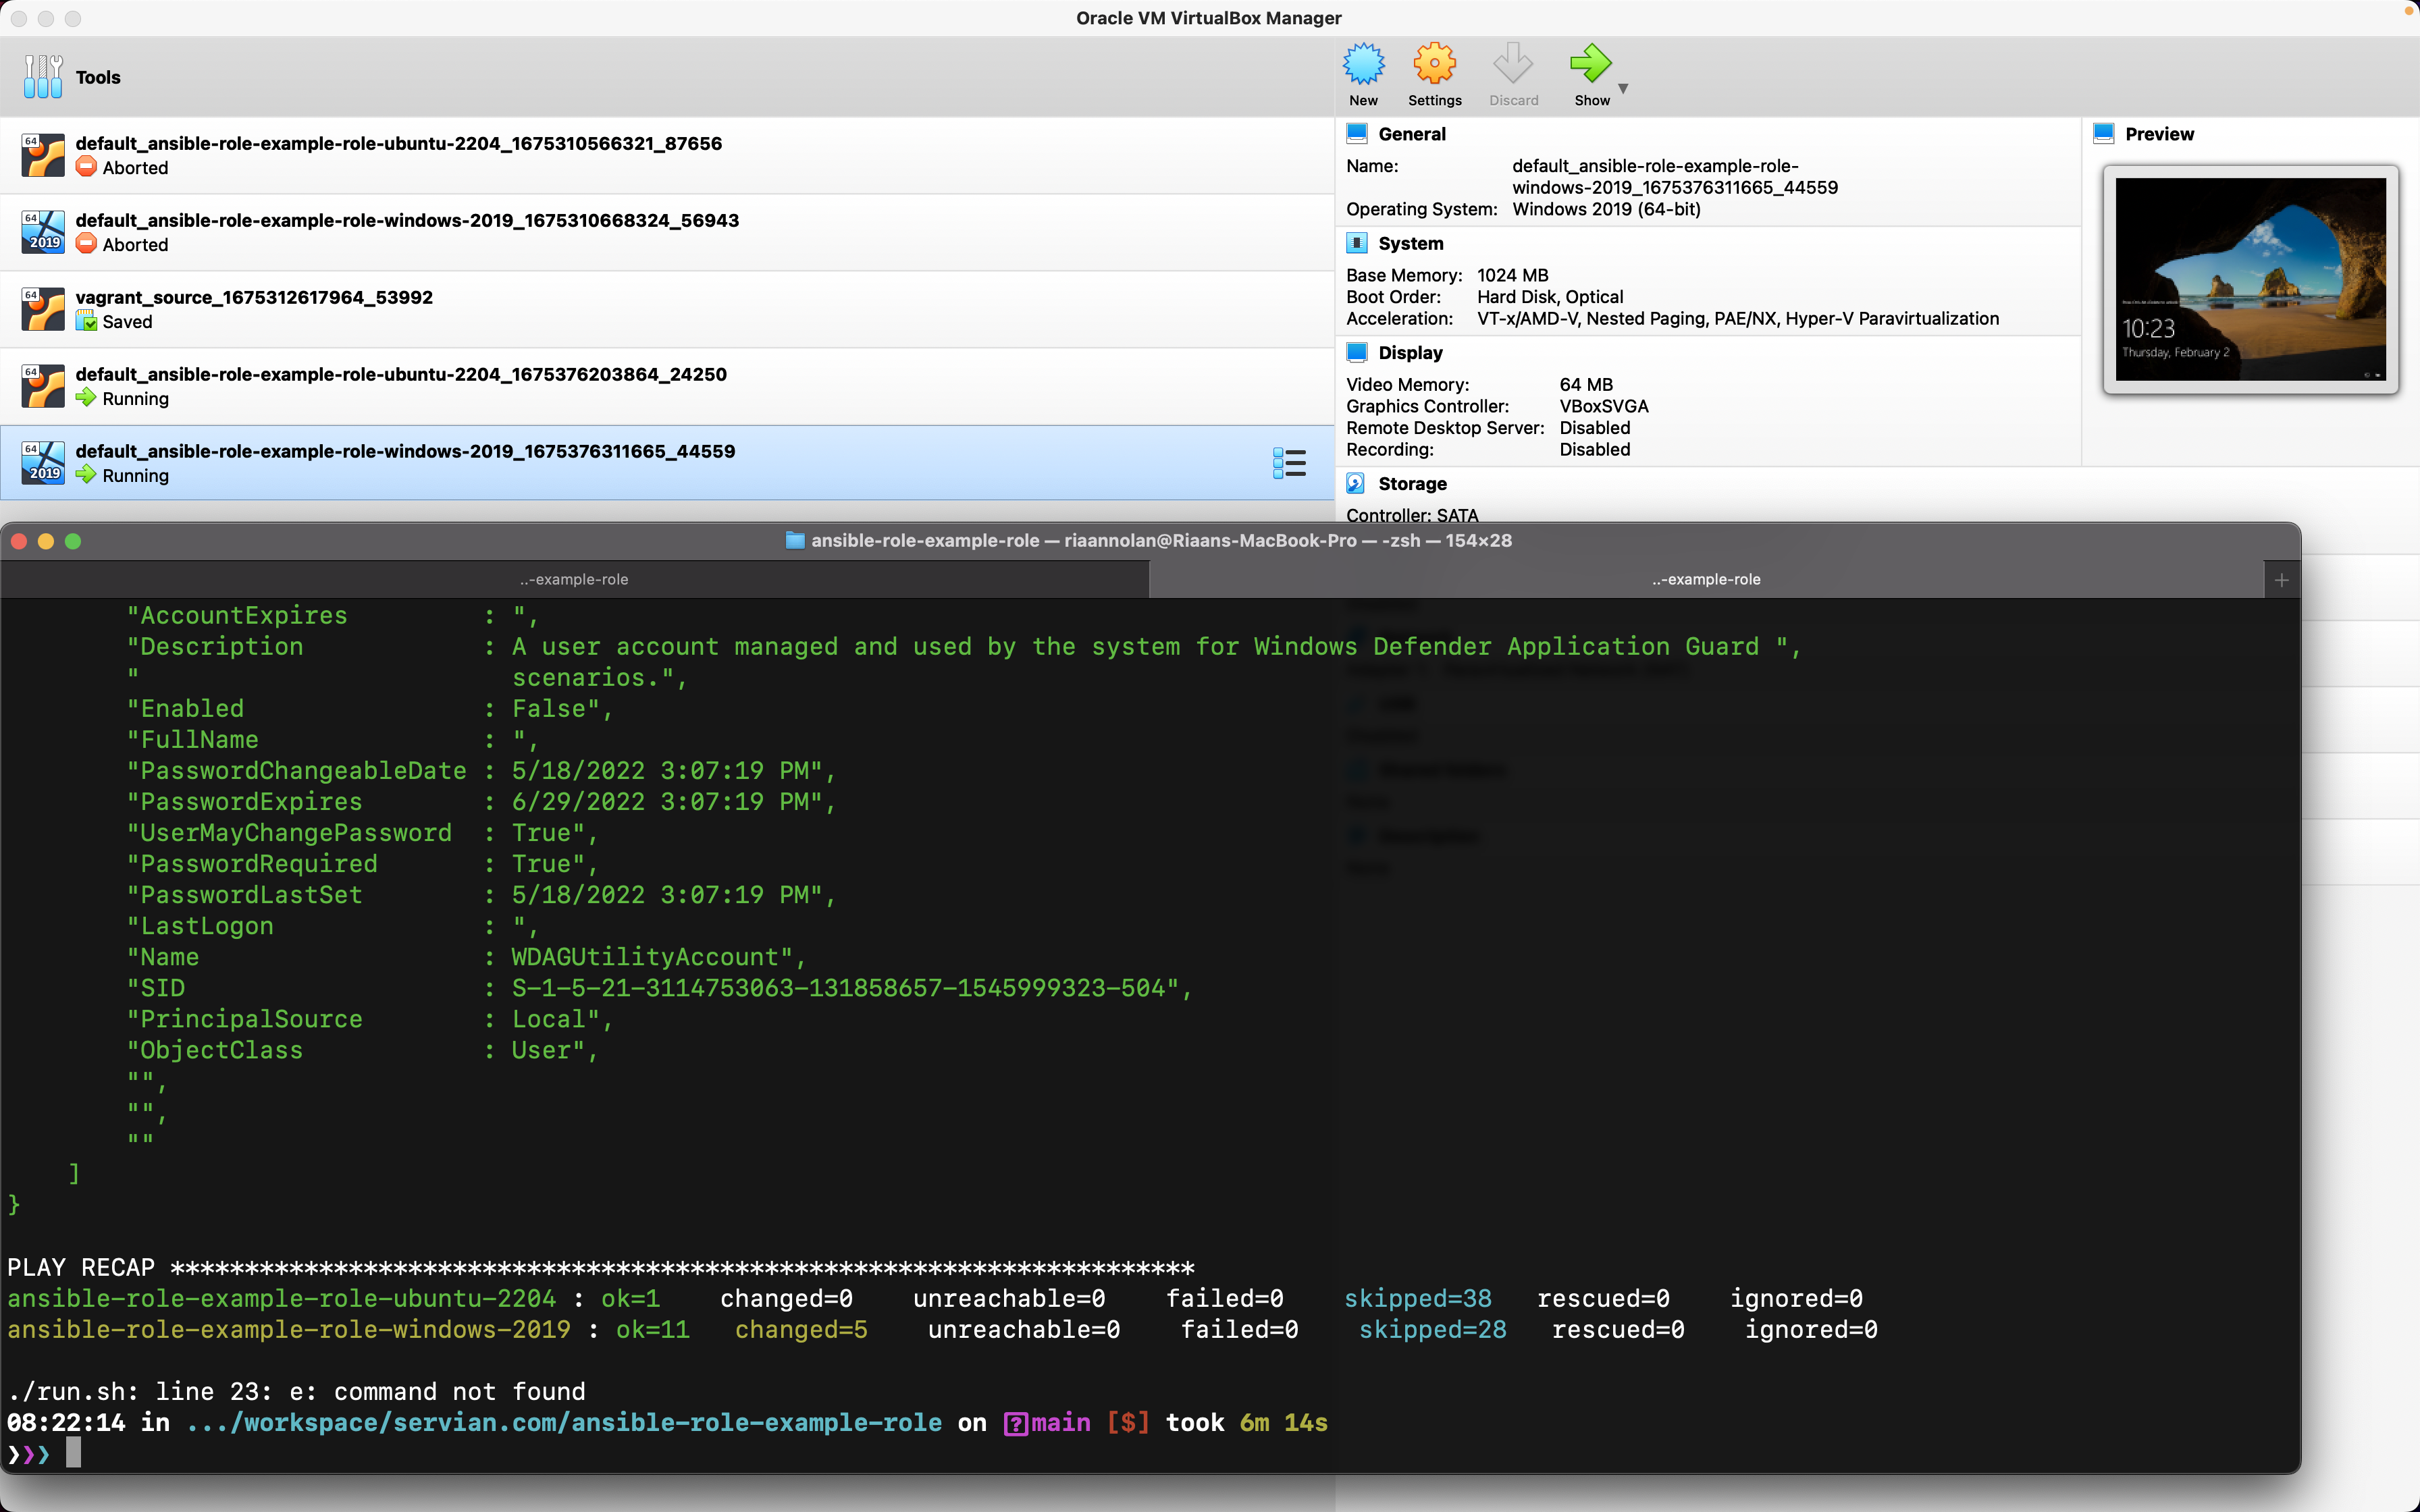 Oracle VM VirtualBox Manager
Tools
New
Settings
Discard
Show
64
default_ansible-role-example-role-ubuntu-2204_1675310566321_87656
Aborted
64
2019
default_ansible-role-example-role-windows-2019_1675310668324_56943
Aborted
64
vagrant_source_1675312617964_53992
Saved
64
default_ansible-role-example-role-ubuntu-2204_1675376203864_24250
Running
64
2019
default_ansible-role-example-role-windows-2019_1675376311665_44559
Running
General
Name: default_ansible-role-example-role-
windows-2019_1675376311665_44559
Operating System: Windows 2019 (64-bit)
System
Base Memory: 1024 MB
Boot Order: Hard Disk, Optical
Acceleration: VT-x/AMD-V, Nested Paging, PAE/NX, Hyper-V Paravirtualization
Display
Video Memory: 64 MB
Graphics Controller: VBoxSVGA
Remote Desktop Server: Disabled
Recording: Disabled
Storage
Controller: SATA
Preview
10:23
Thursday, February 2
ansible-role-example-role — riaannolan@Riaans-MacBook-Pro — -zsh — 154×28
..-example-role
..-example-role
"AccountExpires : ",
"Description : A user account managed and used by the system for Windows Defender Application Guard ",
" scenarios.",
"Enabled : False",
"FullName : ",
"PasswordChangeableDate : 5/18/2022 3:07:19 PM",
"PasswordExpires : 6/29/2022 3:07:19 PM",
"UserMayChangePassword : True",
"PasswordRequired : True",
"PasswordLastSet : 5/18/2022 3:07:19 PM",
"LastLogon : ",
"Name : WDAGUtilityAccount",
"SID : S-1-5-21-3114753063-131858657-1545999323-504",
"PrincipalSource : Local",
"ObjectClass : User",
"",
"",
""
]
}
PLAY RECAP *********************************************************************
ansible-role-example-role-ubuntu-2204 : ok=1 changed=0 unreachable=0 failed=0 skipped=38 rescued=0 ignored=0
ansible-role-example-role-windows-2019 : ok=11 changed=5 unreachable=0 failed=0 skipped=28 rescued=0 ignored=0
./run.sh: line 23: e: command not found
08:22:14 in .../workspace/servian.com/ansible-role-example-role on ?main [$] took 6m 14s
❯❯❯